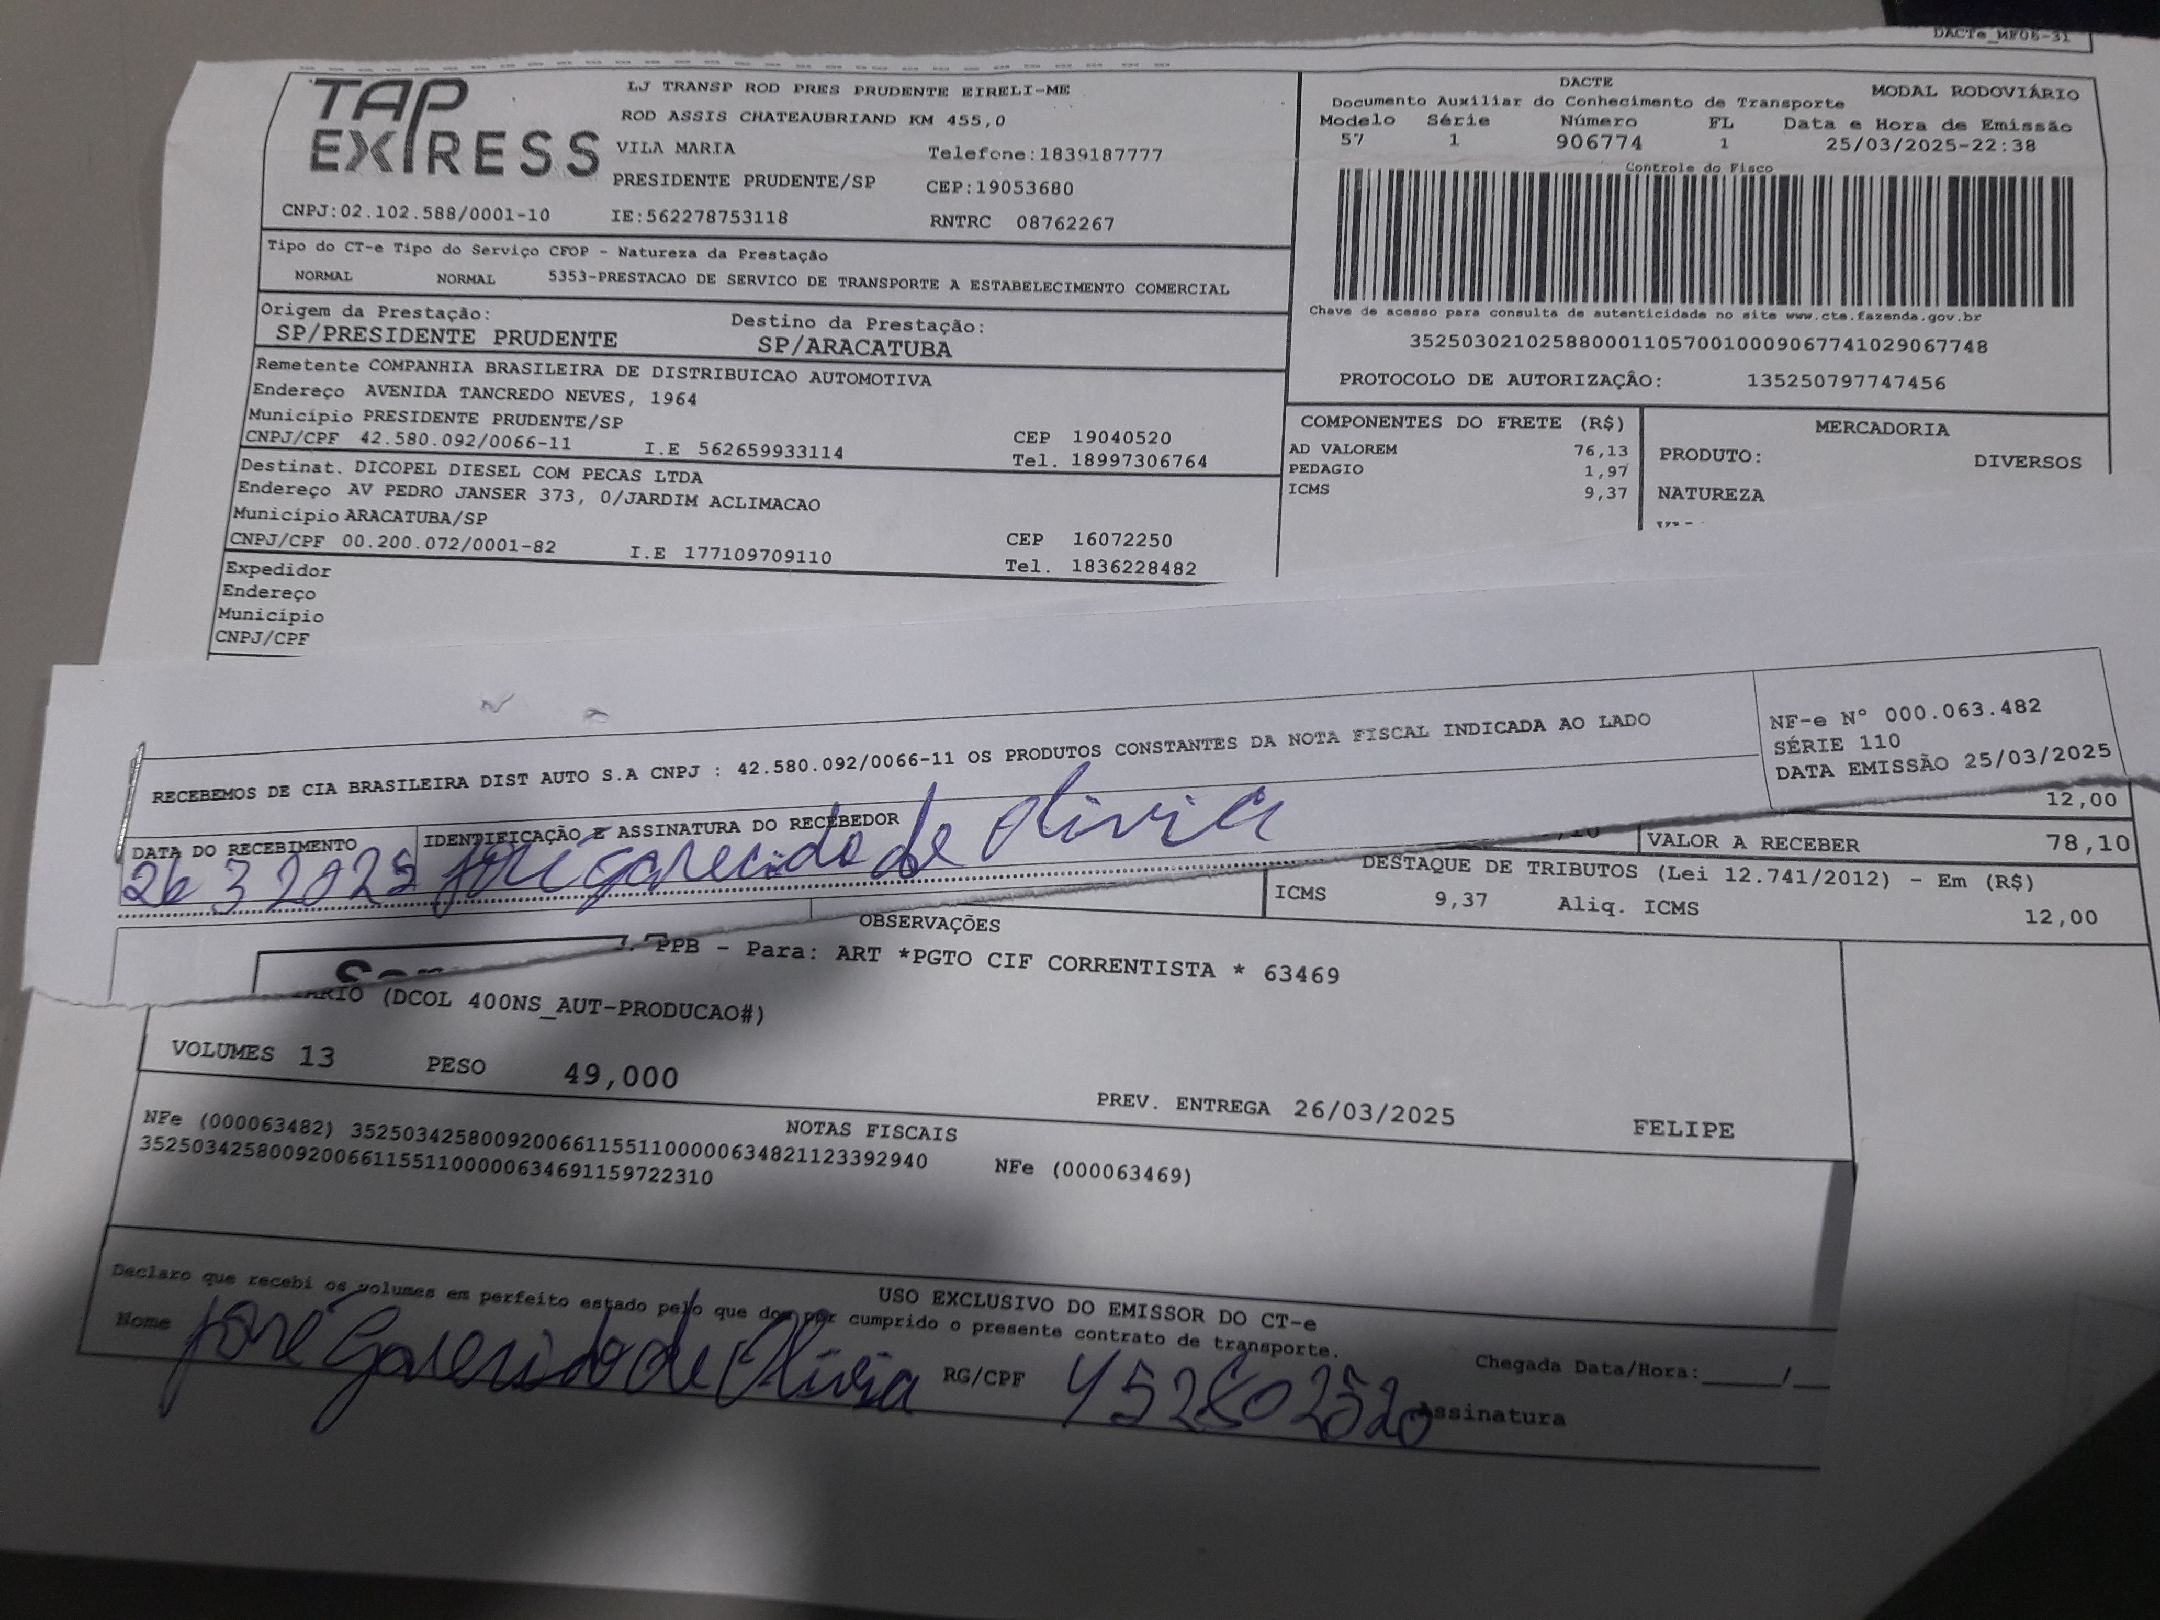 DACTe_MF06-31
TAP EXPRESS
LJ TRANSP ROD PRES PRUDENTE EIRELI-ME
ROD ASSIS CHATEAUBRIAND KM 455,0
VILA MARIA Telefone:1839187777
PRESIDENTE PRUDENTE/SP CEP:19053680
CNPJ:02.102.588/0001-10 IE:562278753118 RNTRC 08762267
DACTE MODAL RODOVIÁRIO
Documento Auxiliar do Conhecimento de Transporte
Modelo Série Número FL Data e Hora de Emissão
57 1 906774 1 25/03/2025-22:38
Controle do Fisco
Chave de acesso para consulta de autenticidade no site www.cte.fazenda.gov.br
35250302102588000110570010009067741029067748
PROTOCOLO DE AUTORIZAÇÃO: 135250797747456
Tipo do CT-e Tipo do Serviço CFOP - Natureza da Prestação
NORMAL NORMAL 5353-PRESTACAO DE SERVICO DE TRANSPORTE A ESTABELECIMENTO COMERCIAL
Origem da Prestação: Destino da Prestação:
SP/PRESIDENTE PRUDENTE SP/ARACATUBA
Remetente COMPANHIA BRASILEIRA DE DISTRIBUICAO AUTOMOTIVA
Endereço AVENIDA TANCREDO NEVES, 1964
Município PRESIDENTE PRUDENTE/SP CEP 19040520
CNPJ/CPF 42.580.092/0066-11 I.E 562659933114 Tel. 18997306764
Destinat. DICOPEL DIESEL COM PECAS LTDA
Endereço AV PEDRO JANSER 373, 0/JARDIM ACLIMACAO
Município ARACATUBA/SP CEP 16072250
CNPJ/CPF 00.200.072/0001-82 I.E 177109709110 Tel. 1836228482
Expedidor
Endereço
Município
CNPJ/CPF
COMPONENTES DO FRETE (R$)
AD VALOREM 76,13
PEDAGIO 1,97
ICMS 9,37
MERCADORIA
PRODUTO: DIVERSOS
NATUREZA
RECEBEMOS DE CIA BRASILEIRA DIST AUTO S.A CNPJ : 42.580.092/0066-11 OS PRODUTOS CONSTANTES DA NOTA FISCAL INDICADA AO LADO
NF-e Nº 000.063.482
SÉRIE 110
DATA EMISSÃO 25/03/2025
DATA DO RECEBIMENTO IDENTIFICAÇÃO E ASSINATURA DO RECEBEDOR
26 3 2025 José Garecido de Olivia
12,00
VALOR A RECEBER 78,10
DESTAQUE DE TRIBUTOS (Lei 12.741/2012) - Em (R$)
ICMS 9,37 Aliq. ICMS 12,00
OBSERVAÇÕES
PPB - Para: ART *PGTO CIF CORRENTISTA * 63469
(DCOL 400NS_AUT-PRODUCAO#)
VOLUMES 13 PESO 49,000 PREV. ENTREGA 26/03/2025 FELIPE
NOTAS FISCAIS
NFe (000063482) 35250342580092006611551100000634821123392940 NFe (000063469)
35250342580092006611551100000634691159722310
USO EXCLUSIVO DO EMISSOR DO CT-e
Declaro que recebi os volumes em perfeito estado pelo que dou por cumprido o presente contrato de transporte.
Nome José Garecido de Olivia RG/CPF 452802520 Chegada Data/Hora:_____/__
Assinatura